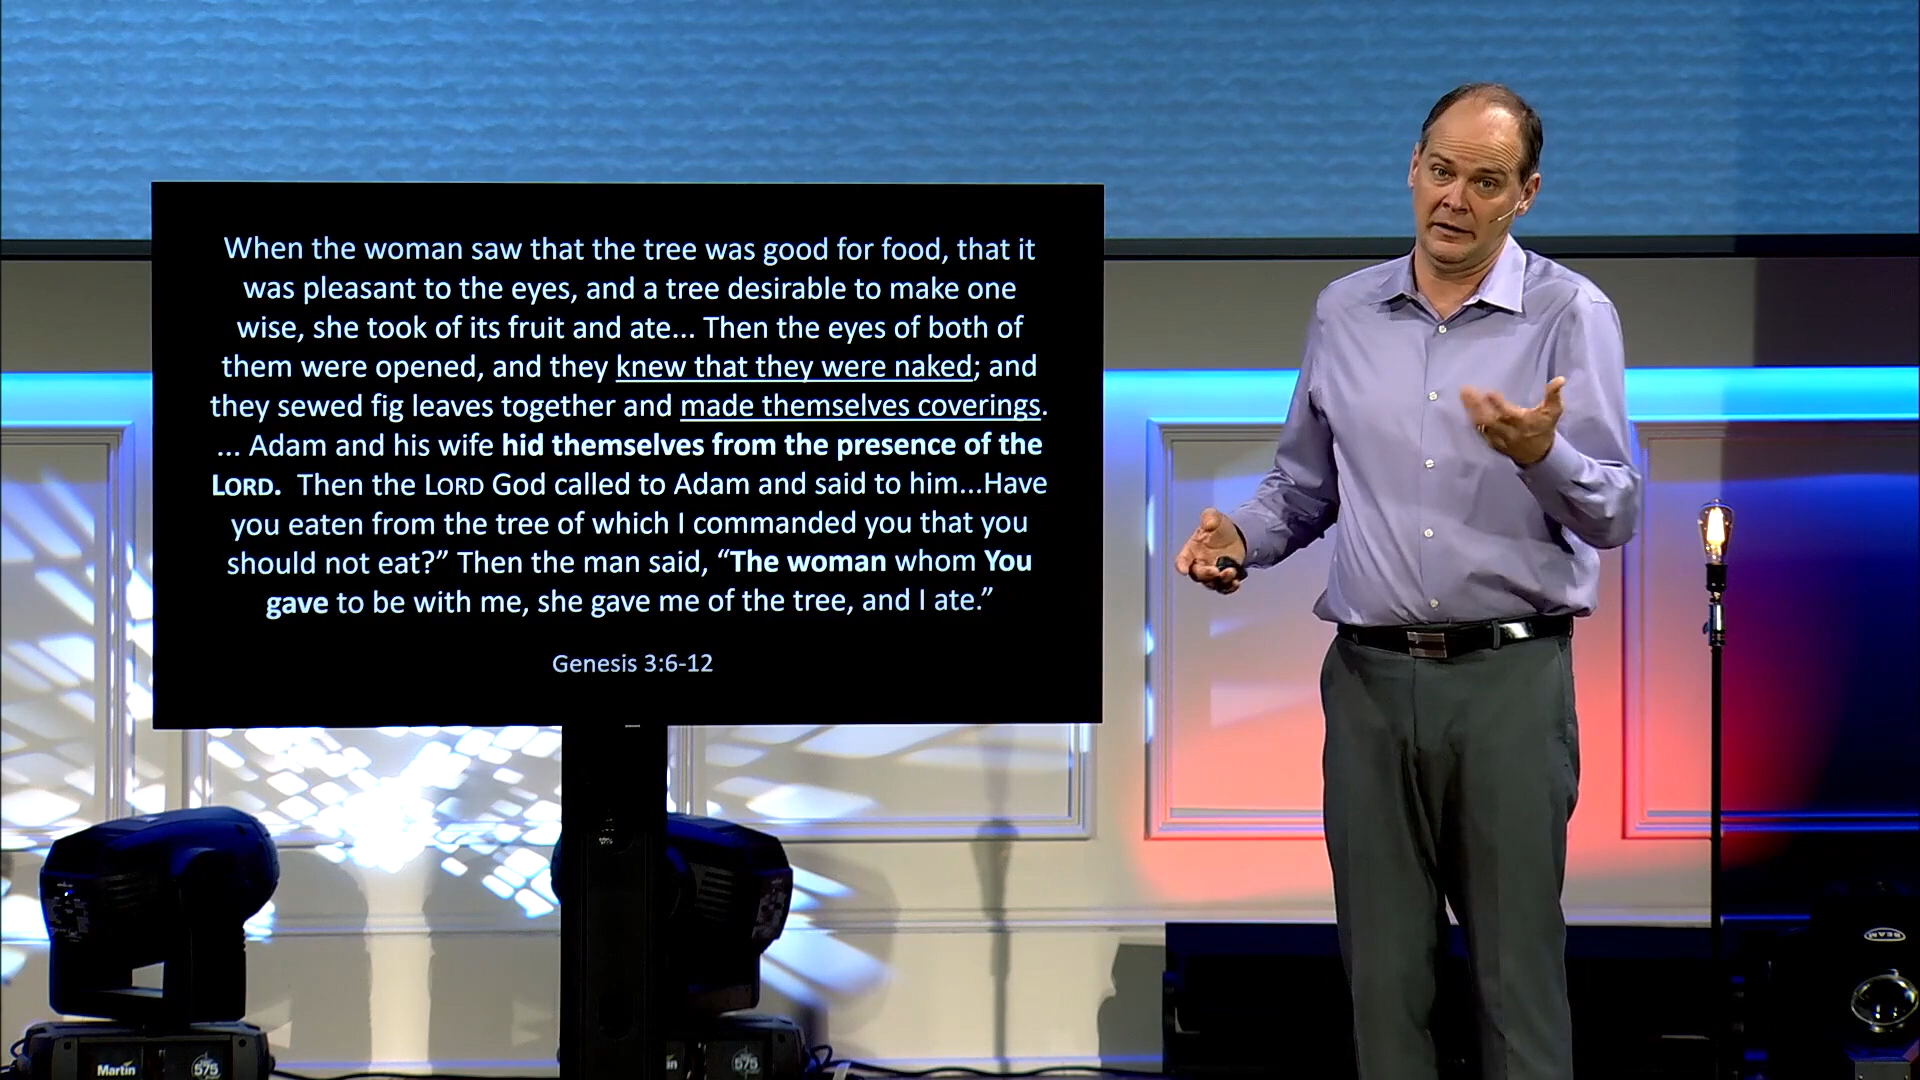 When the woman saw that the tree was good for food, that it
was pleasant to the eyes, and a tree desirable to make one
wise, she took of its fruit and ate... Then the eyes of both of
them were opened, and they knew that they were naked; and
they sewed fig leaves together and made themselves coverings.
... Adam and his wife hid themselves from the presence of the
LORD. Then the LORD God called to Adam and said to him...Have
you eaten from the tree of which I commanded you that you
should not eat?” Then the man said, “The woman whom You
gave to be with me, she gave me of the tree, and I ate.”
Genesis 3:6-12
BEAM
Martin
575
575